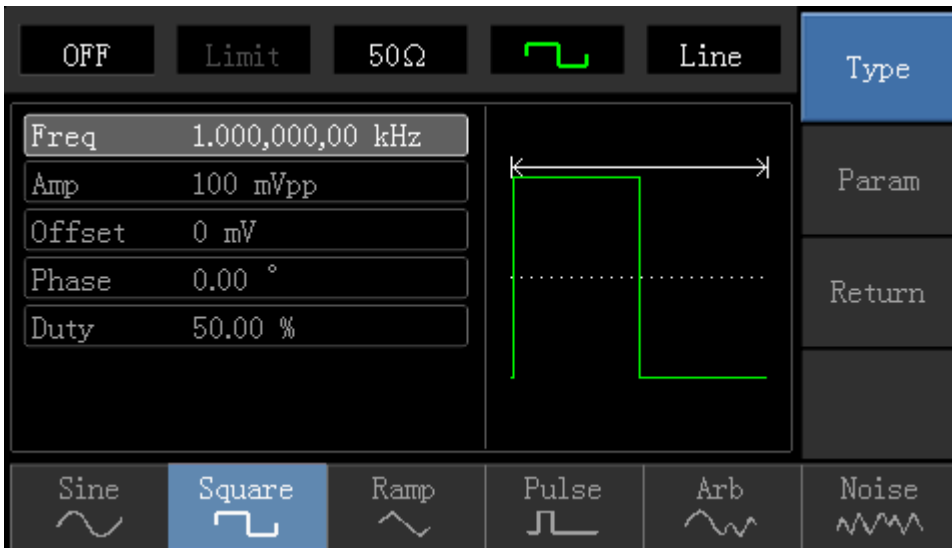 OFF Limit 50Ω Line
Type
Freq 1.000,000,00 kHz
Amp 100 mVpp
Offset 0 mV
Phase 0.00 °
Duty 50.00 %
Param
Return
Sine Square Ramp Pulse Arb Noise